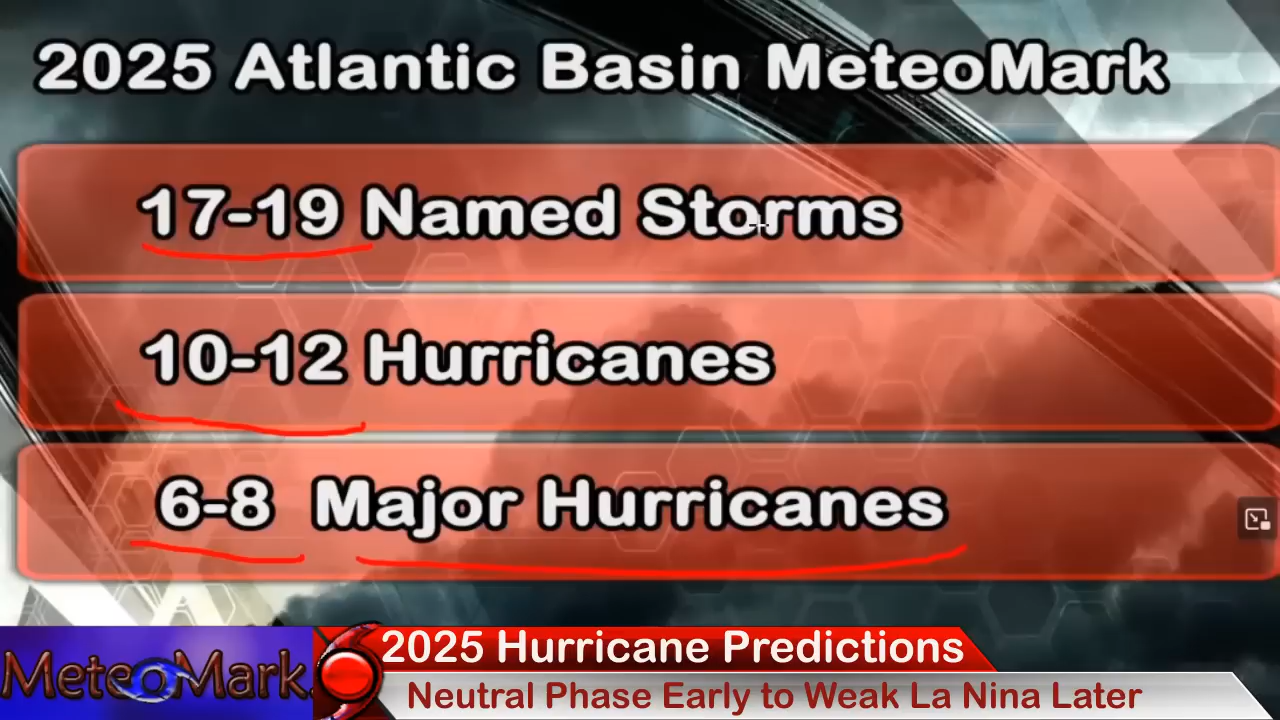 2025 Atlantic Basin MeteoMark
17-19 Named Storms
10-12 Hurricanes
6-8 Major Hurricanes
MeteoMark.
2025 Hurricane Predictions
Neutral Phase Early to Weak La Nina Later